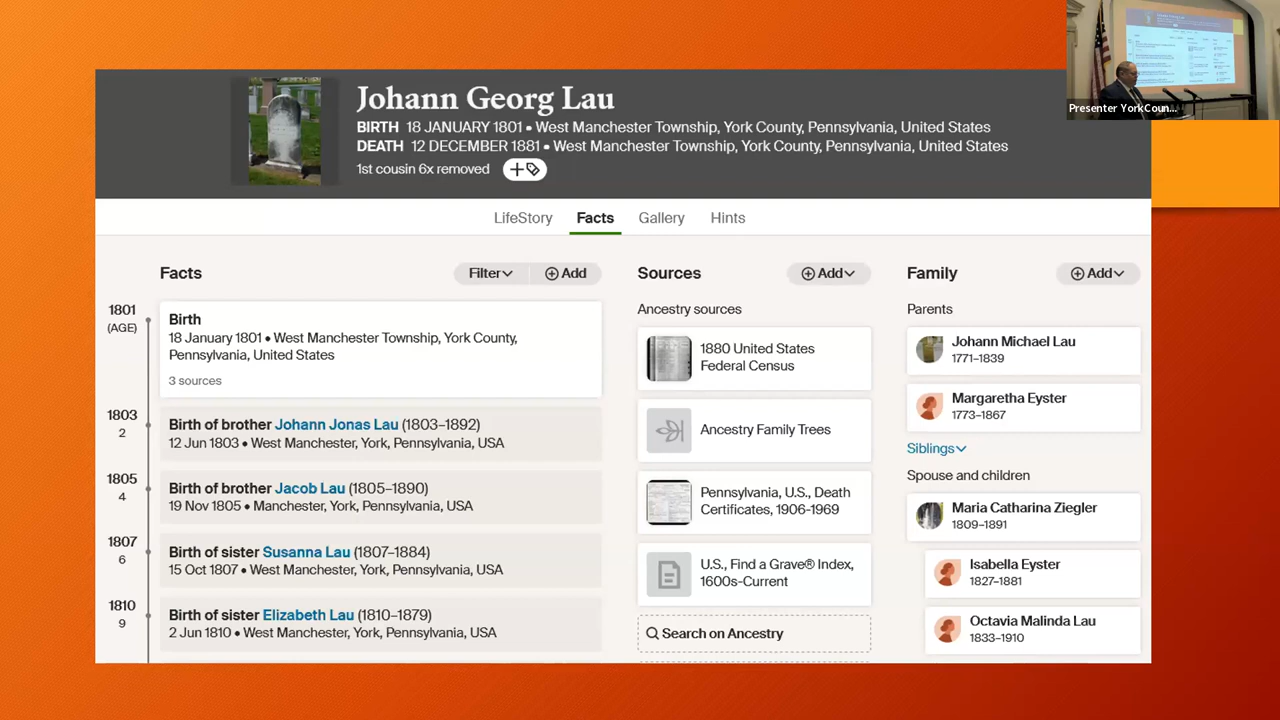 Johann Georg Lau
BIRTH 18 JANUARY 1801 • West Manchester Township, York County, Pennsylvania, United States
DEATH 12 DECEMBER 1881 • West Manchester Township, York County, Pennsylvania, United States
1st cousin 6x removed
Presenter YorkCoun...
LifeStory Facts Gallery Hints
Facts
Filter
Add
1801
(AGE)
Birth
18 January 1801 • West Manchester Township, York County,
Pennsylvania, United States
3 sources
1803
2
Birth of brother Johann Jonas Lau (1803–1892)
12 Jun 1803 • West Manchester, York, Pennsylvania, USA
1805
4
Birth of brother Jacob Lau (1805–1890)
19 Nov 1805 • Manchester, York, Pennsylvania, USA
1807
6
Birth of sister Susanna Lau (1807–1884)
15 Oct 1807 • West Manchester, York, Pennsylvania, USA
1810
9
Birth of sister Elizabeth Lau (1810–1879)
2 Jun 1810 • West Manchester, York, Pennsylvania, USA
Sources
Add
Ancestry sources
1880 United States
Federal Census
Ancestry Family Trees
Pennsylvania, U.S., Death
Certificates, 1906-1969
U.S., Find a Grave® Index,
1600s-Current
Search on Ancestry
Family
Add
Parents
Johann Michael Lau
1771–1839
Margaretha Eyster
1773–1867
Siblings
Spouse and children
Maria Catharina Ziegler
1809–1891
Isabella Eyster
1827–1881
Octavia Malinda Lau
1833–1910